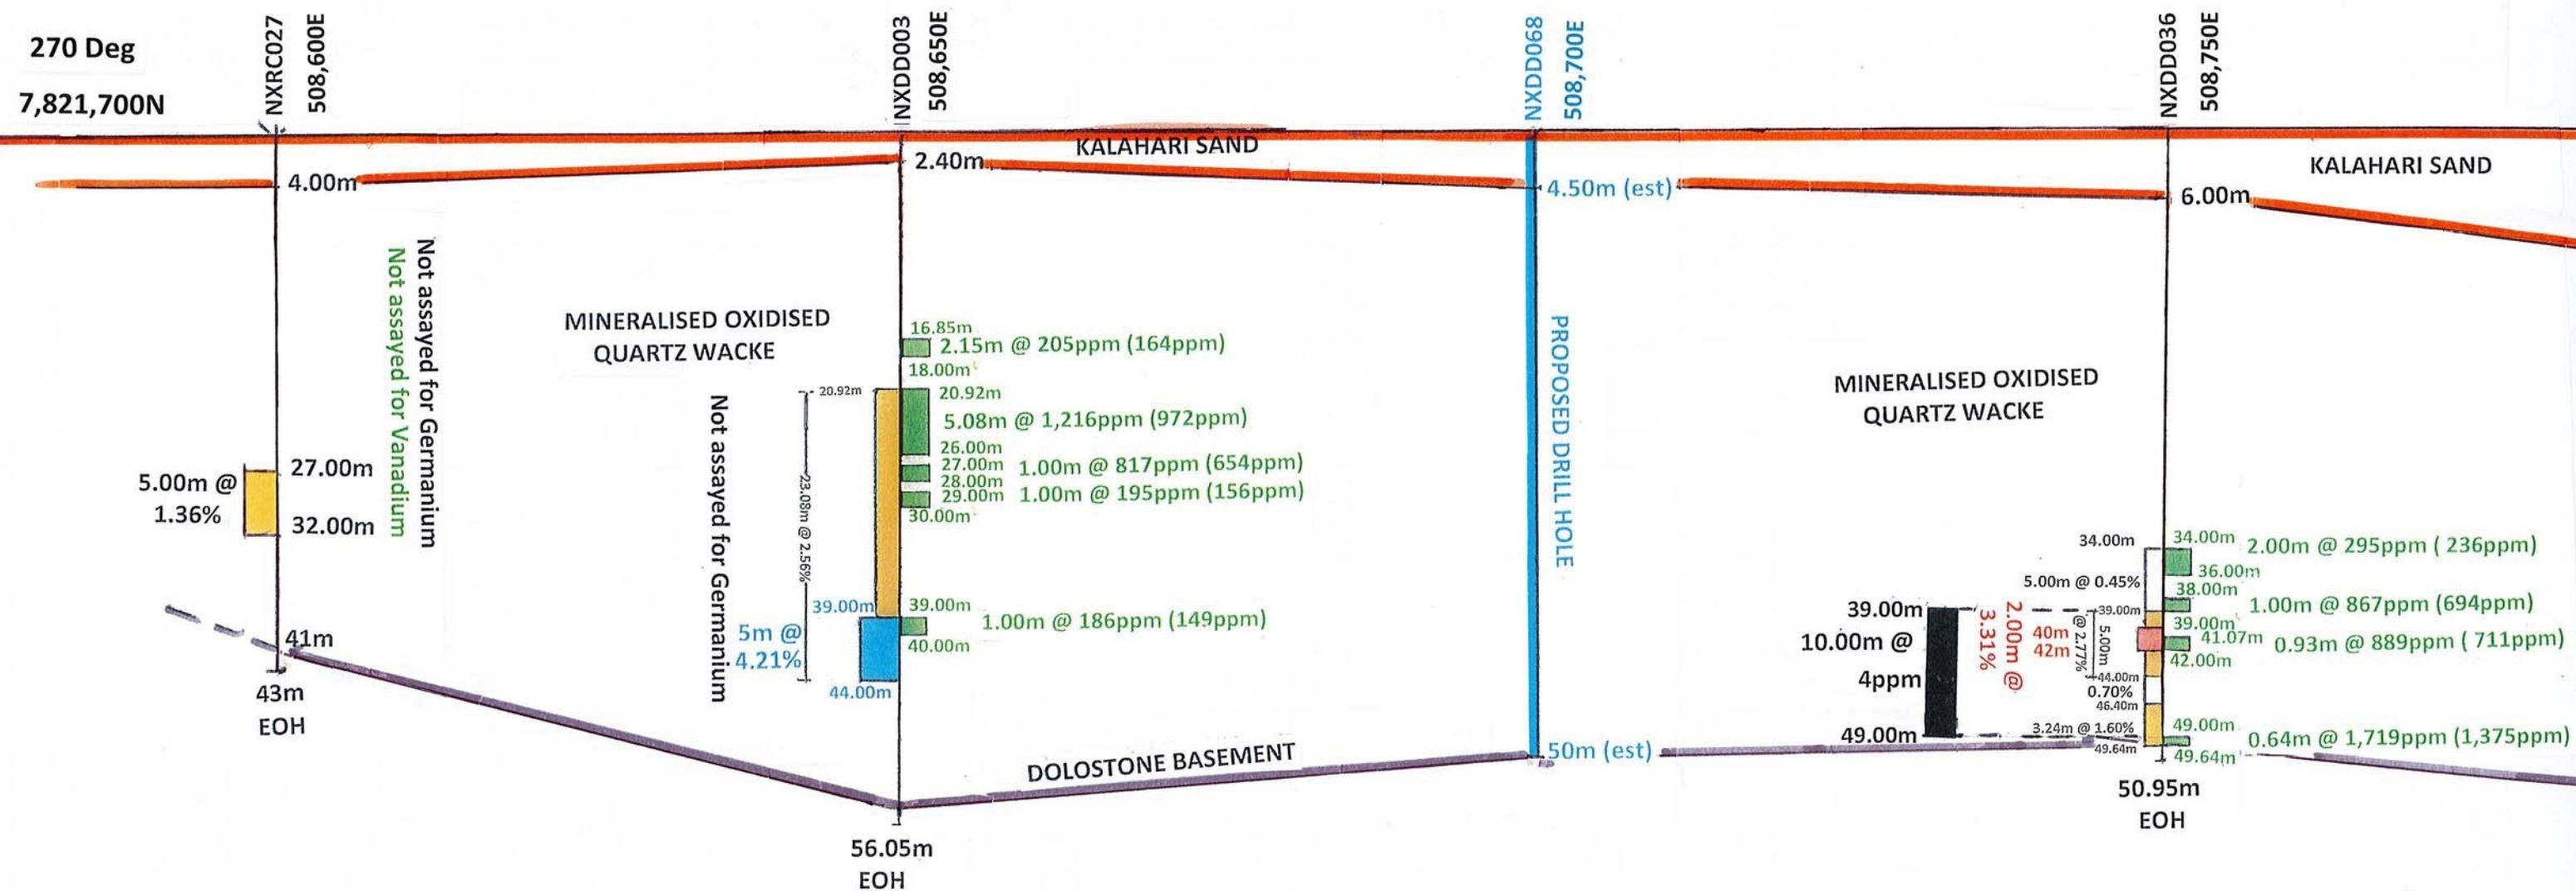 270 Deg
7,821,700N
NXRC027
508,600E
NXDD003
508,650E
NXDD068
508,700E
NXDD036
508,750E
KALAHARI SAND
KALAHARI SAND
4.00m
2.40m
4.50m (est)
6.00m
Not assayed for Germanium
Not assayed for Vanadium
5.00m @
1.36%
27.00m
32.00m
41m
43m
EOH
MINERALISED OXIDISED
QUARTZ WACKE
Not assayed for Germanium
20.92m
23.08m @ 2.56%
39.00m
5m @
4.21%
44.00m
16.85m
2.15m @ 205ppm (164ppm)
18.00m
20.92m
5.08m @ 1,216ppm (972ppm)
26.00m
27.00m
1.00m @ 817ppm (654ppm)
28.00m
29.00m
1.00m @ 195ppm (156ppm)
30.00m
39.00m
1.00m @ 186ppm (149ppm)
40.00m
56.05m
EOH
DOLOSTONE BASEMENT
PROPOSED DRILL HOLE
50m (est)
MINERALISED OXIDISED
QUARTZ WACKE
39.00m
10.00m @
4ppm
49.00m
2.00m @
3.31%
40m
42m
34.00m
5.00m @ 0.45%
39.00m
5.00m
@ 2.77%
44.00m
0.70%
46.40m
3.24m @ 1.60%
49.64m
34.00m
2.00m @ 295ppm ( 236ppm)
36.00m
38.00m
1.00m @ 867ppm (694ppm)
39.00m
41.07m
0.93m @ 889ppm ( 711ppm)
42.00m
49.00m
0.64m @ 1,719ppm (1,375ppm)
49.64m
50.95m
EOH